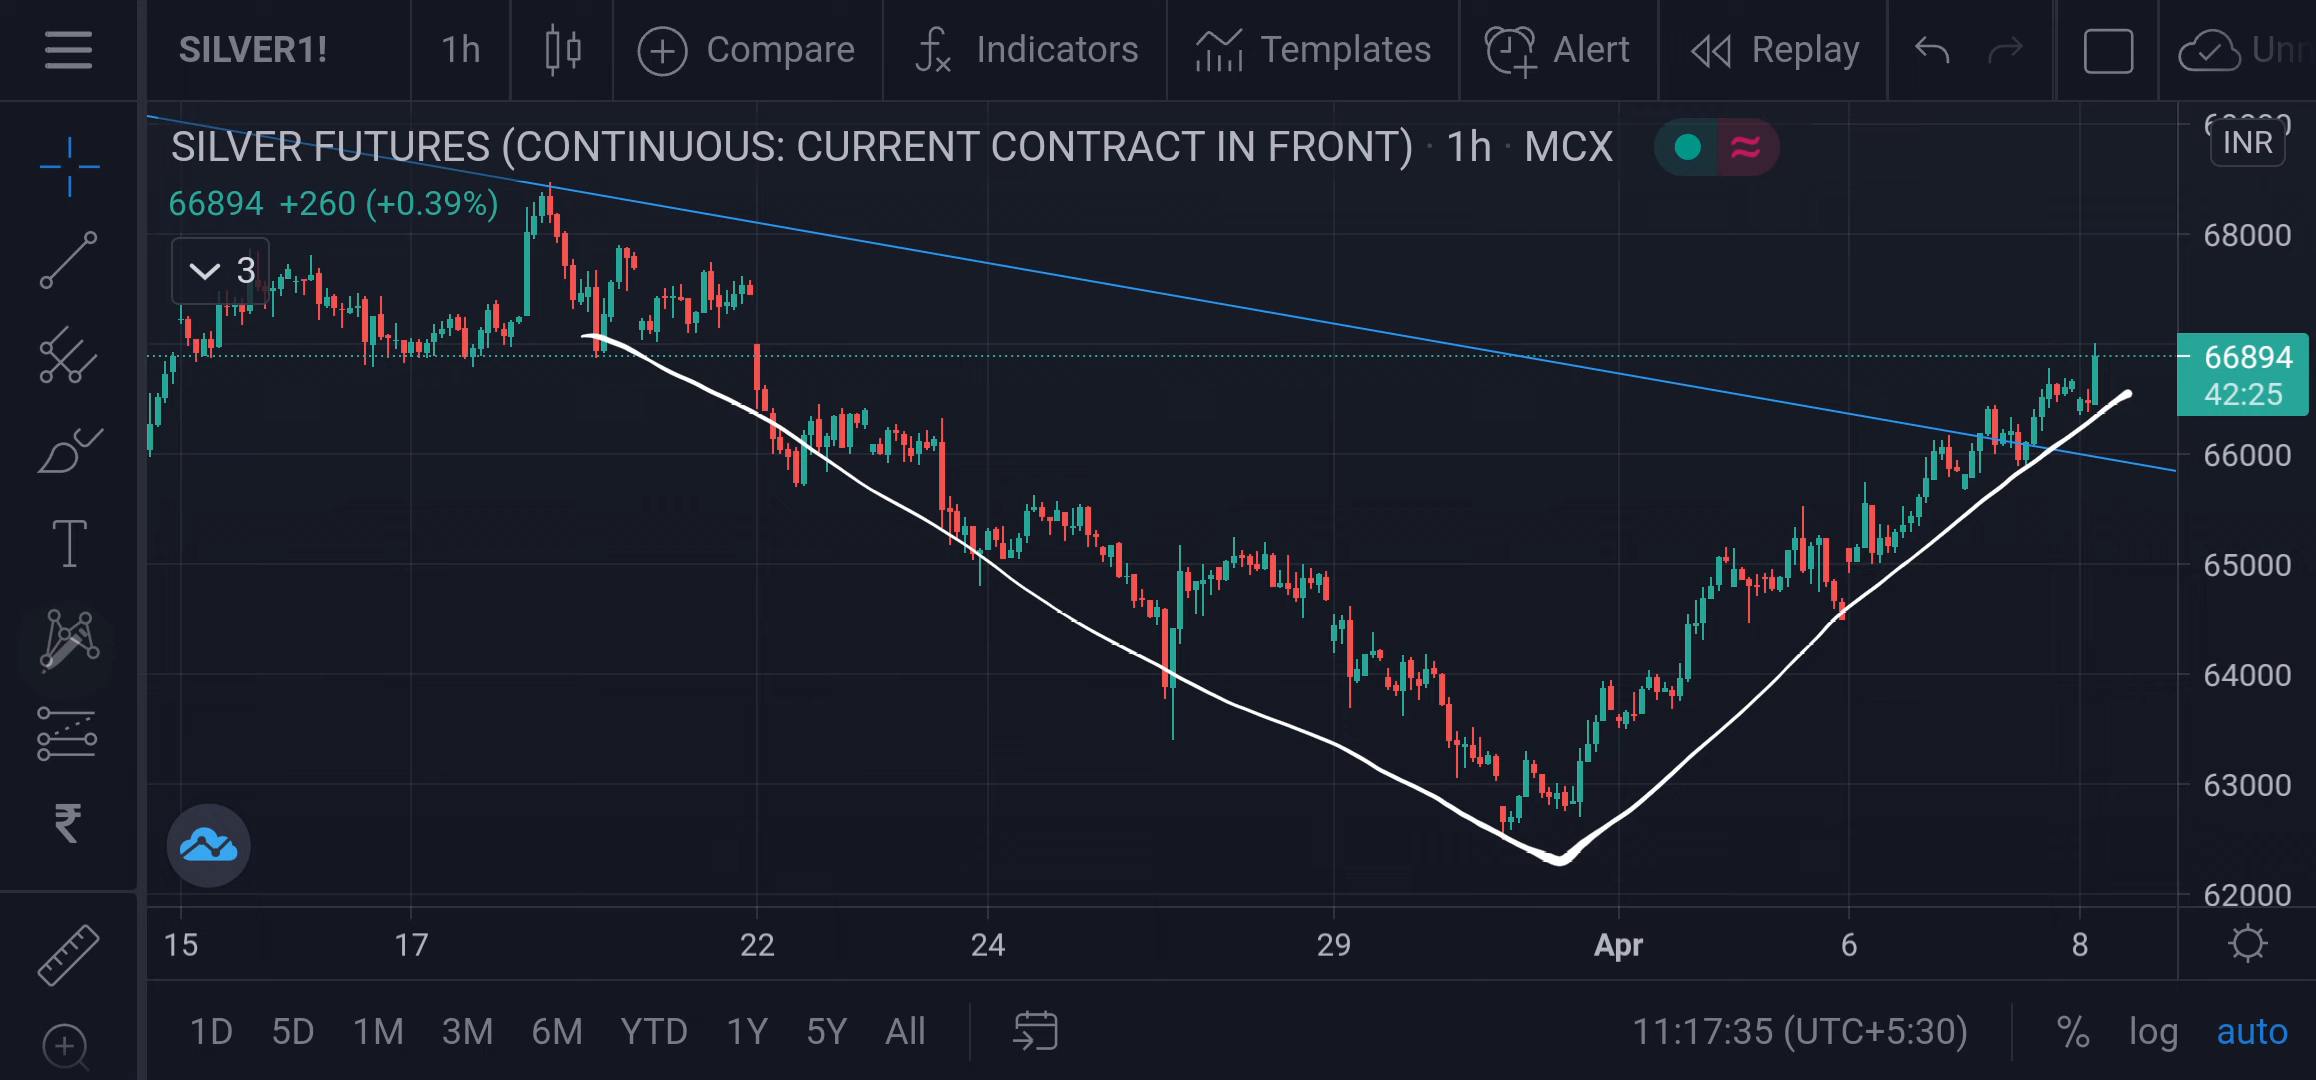 SILVER1! 1h Compare Indicators Templates Alert Replay
SILVER FUTURES (CONTINUOUS: CURRENT CONTRACT IN FRONT) · 1h · MCX
INR
66894 +260 (+0.39%)
3
68000
66894
42:25
66000
65000
64000
63000
62000
15 17 22 24 29 Apr 6 8
1D 5D 1M 3M 6M YTD 1Y 5Y All 11:17:35 (UTC+5:30) % log auto